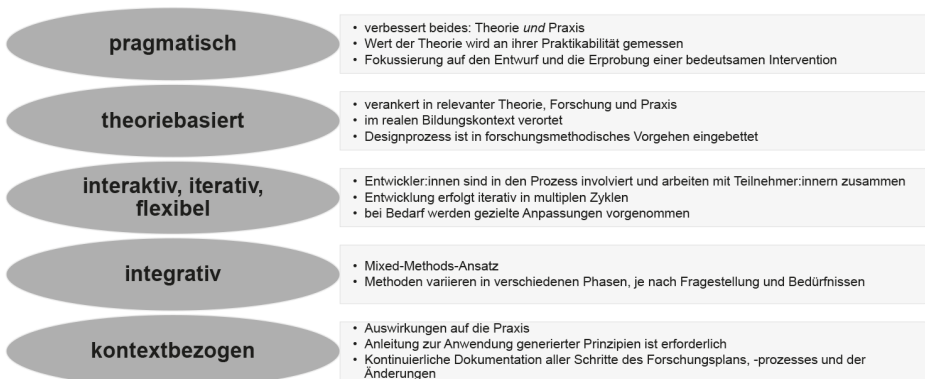 pragmatisch
• verbessert beides: Theorie und Praxis
• Wert der Theorie wird an ihrer Praktikabilität gemessen
• Fokussierung auf den Entwurf und die Erprobung einer bedeutsamen Intervention
theoriebasiert
• verankert in relevanter Theorie, Forschung und Praxis
• im realen Bildungskontext verortet
• Designprozess ist in forschungsmethodisches Vorgehen eingebettet
interaktiv, iterativ,
flexibel
• Entwickler:innen sind in den Prozess involviert und arbeiten mit Teilnehmer:innern zusammen
• Entwicklung erfolgt iterativ in multiplen Zyklen
• bei Bedarf werden gezielte Anpassungen vorgenommen
integrativ
• Mixed-Methods-Ansatz
• Methoden variieren in verschiedenen Phasen, je nach Fragestellung und Bedürfnissen
kontextbezogen
• Auswirkungen auf die Praxis
• Anleitung zur Anwendung generierter Prinzipien ist erforderlich
• Kontinuierliche Dokumentation aller Schritte des Forschungsplans, -prozesses und der
Änderungen